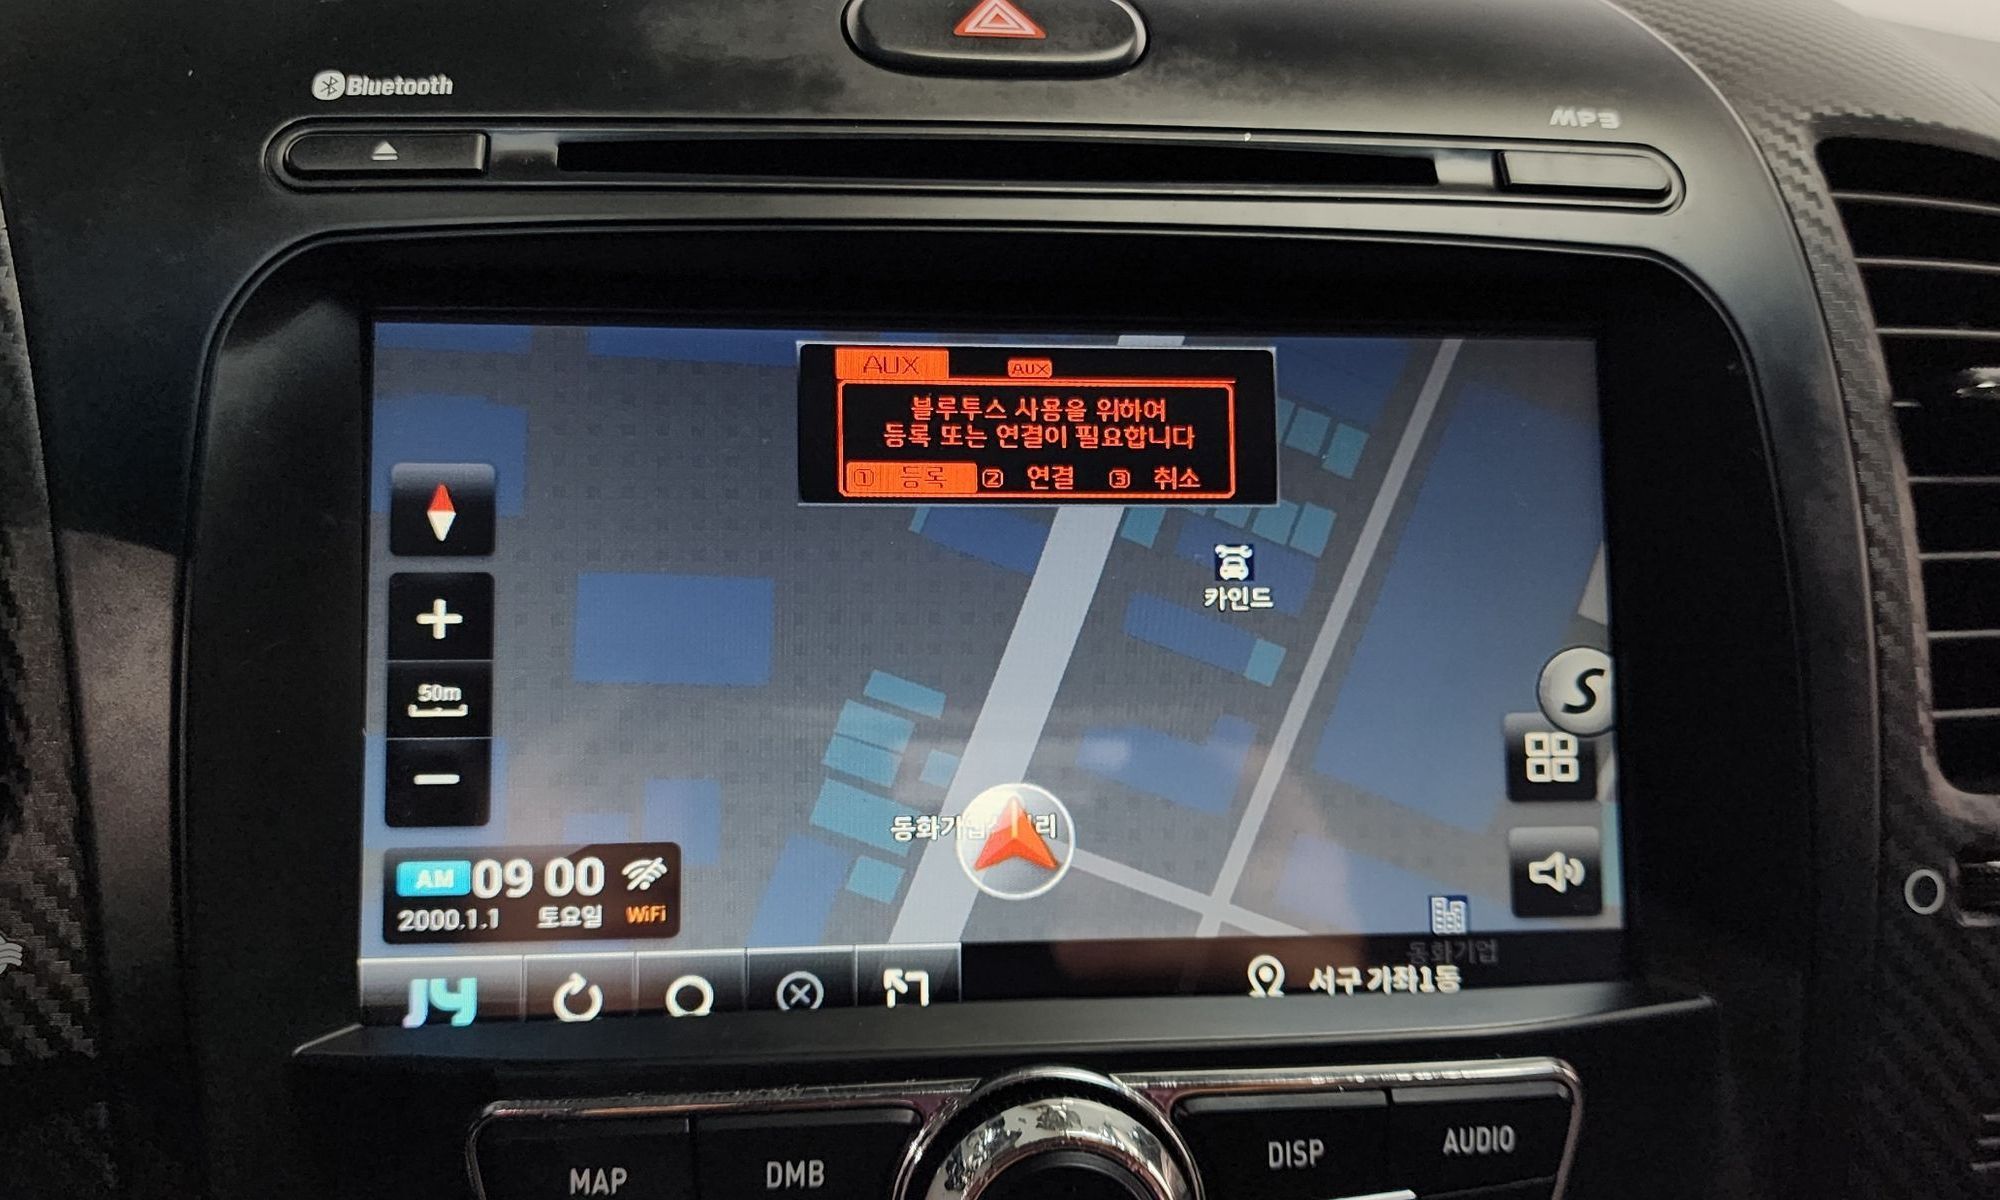 Bluetooth
MP3
AUX
AUX
블루투스 사용을 위하여
등록 또는 연결이 필요합니다
1 등록 2 연결 3 취소
카인드
50m
S
AM 09 00
2000.1.1 토요일 WiFi
동화기업
서구 가좌1동
JY
MAP
DMB
DISP
AUDIO